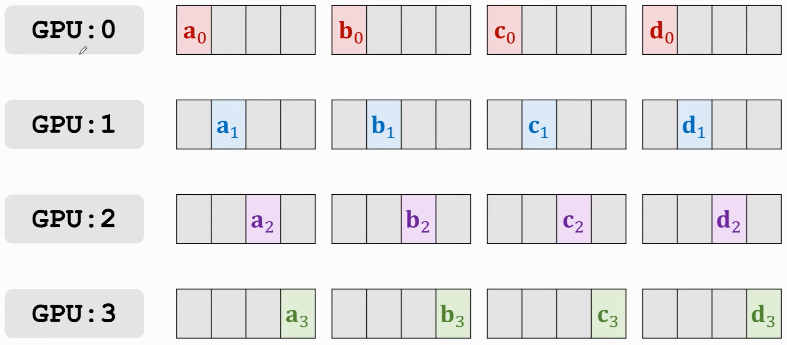 GPU:0 a₀ b₀ c₀ d₀
GPU:1 a₁ b₁ c₁ d₁
GPU:2 a₂ b₂ c₂ d₂
GPU:3 a₃ b₃ c₃ d₃